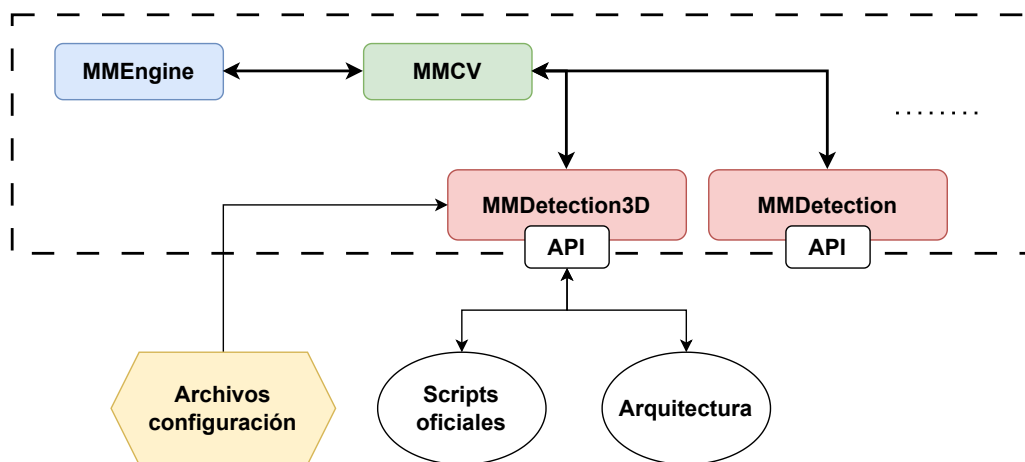 MMEngine
MMCV
MMDetection3D
MMDetection
API
API
Archivos
configuración
Scripts
oficiales
Arquitectura